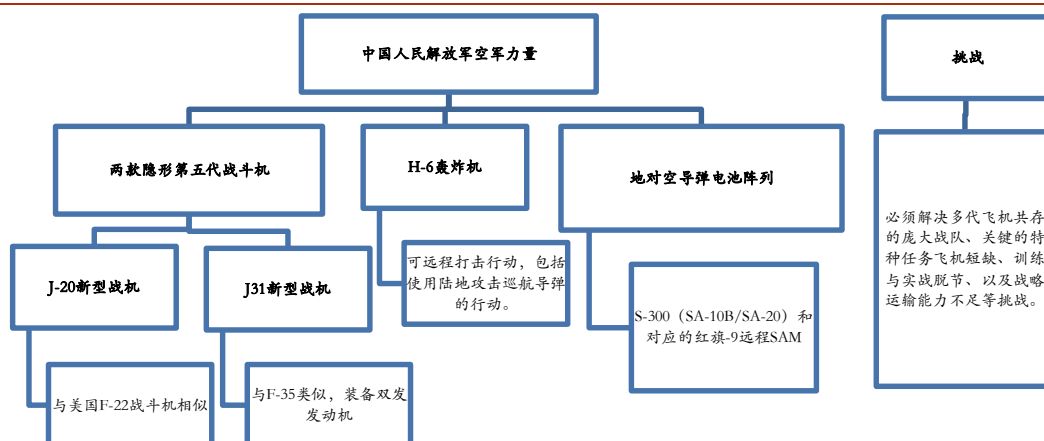 中国人民解放军空军力量
挑战
两款隐形第五代战斗机
H-6轰炸机
地对空导弹电池阵列
J-20新型战机
J31新型战机
可远程打击行动，包括
使用陆地攻击巡航导弹
的行动。
S-300（SA-10B/SA-20）和
对应的红旗-9远程SAM
与美国F-22战斗机相似
与F-35类似，装备双发
发动机
必须解决多代飞机共存
的庞大战队、关键的特
种任务飞机短缺、训练
与实战脱节、以及战略
运输能力不足等挑战。